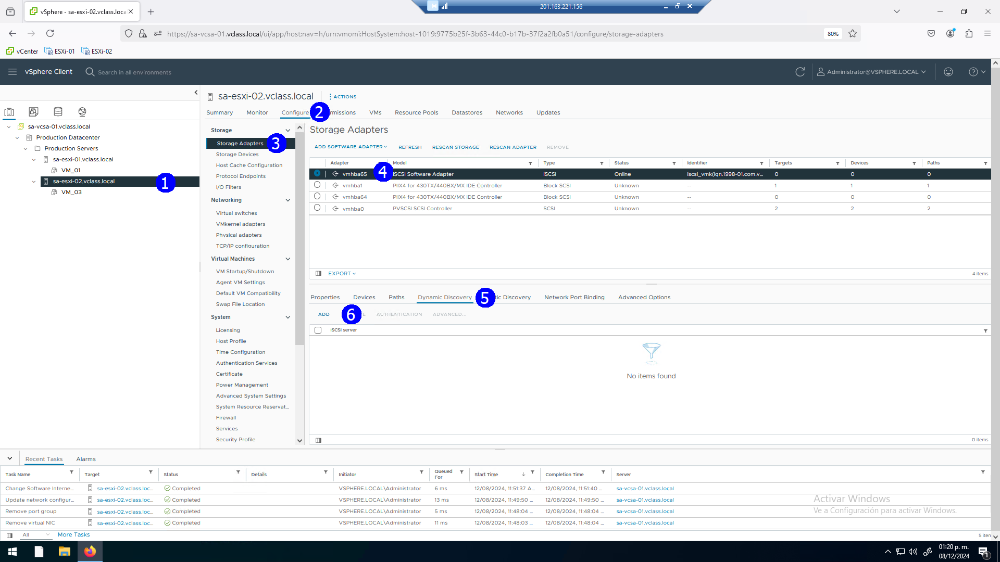 vSphere - sa-esxi-02.vclass.loca
201.163.221.156
https://sa-vcsa-01.vclass.local/ui/app/host;nav=h/urn:vmomi:HostSystem:host-1019:9775b25f-3b63-44c0-b17b-37f2a2fb0a51/configure/storage-adapters
80%
vCenter ESXi-01 ESXi-02
vSphere Client Search in all environments Administrator@VSPHERE.LOCAL
sa-vcsa-01.vclass.local
Production Datacenter
Production Servers
sa-esxi-01.vclass.local
VM_01
sa-esxi-02.vclass.local 1
VM_03
sa-esxi-02.vclass.local ACTIONS
Summary Monitor Configure 2 missions VMs Resource Pools Datastores Networks Updates
Storage
Storage Adapters 3
Storage Devices
Host Cache Configuration
Protocol Endpoints
I/O Filters
Networking
Virtual switches
VMkernel adapters
Physical adapters
TCP/IP configuration
Virtual Machines
VM Startup/Shutdown
Agent VM Settings
Default VM Compatibility
Swap File Location
System
Licensing
Host Profile
Time Configuration
Authentication Services
Certificate
Power Management
Advanced System Settings
System Resource Reservat...
Firewall
Services
Security Profile
Storage Adapters
ADD SOFTWARE ADAPTER REFRESH RESCAN STORAGE RESCAN ADAPTER REMOVE
Adapter Model Type Status Identifier Targets Devices Paths
vmhba65 4 iSCSI Software Adapter iSCSI Online iscsi_vmk(iqn.1998-01.com.v... 0 0 0
vmhba1 PIIX4 for 430TX/440BX/MX IDE Controller Block SCSI Unknown -- 1 1 1
vmhba64 PIIX4 for 430TX/440BX/MX IDE Controller Block SCSI Unknown -- 0 0 0
vmhba0 PVSCSI SCSI Controller SCSI Unknown -- 2 2 2
EXPORT 4 items
Properties Devices Paths Dynamic Discovery 5 ic Discovery Network Port Binding Advanced Options
ADD 6 E AUTHENTICATION ADVANCED...
iSCSI server
No items found
0 items
Recent Tasks Alarms
Task Name Target Status Details Initiator Queued For Start Time Completion Time Server
Change Software Interne... sa-esxi-02.vclass.loc... Completed VSPHERE.LOCAL\Administrator 6 ms 12/08/2024, 11:51:37 A... 12/08/2024, 11:51:40 ... sa-vcsa-01.vclass.local
Update network configur... sa-esxi-02.vclass.loc... Completed VSPHERE.LOCAL\Administrator 13 ms 12/08/2024, 11:49:50 ... 12/08/2024, 11:49:50 ... sa-vcsa-01.vclass.local
Remove port group sa-esxi-02.vclass.loc... Completed VSPHERE.LOCAL\Administrator 5 ms 12/08/2024, 11:48:04 ... 12/08/2024, 11:48:04 ... sa-vcsa-01.vclass.local
Remove virtual NIC sa-esxi-02.vclass.loc... Completed VSPHERE.LOCAL\Administrator 11 ms 12/08/2024, 11:48:03 ... 12/08/2024, 11:48:04 ... sa-vcsa-01.vclass.local
Activar Windows
Ve a Configuración para activar Windows.
All More Tasks 5 item
01:20 p. m.
08/12/2024
1